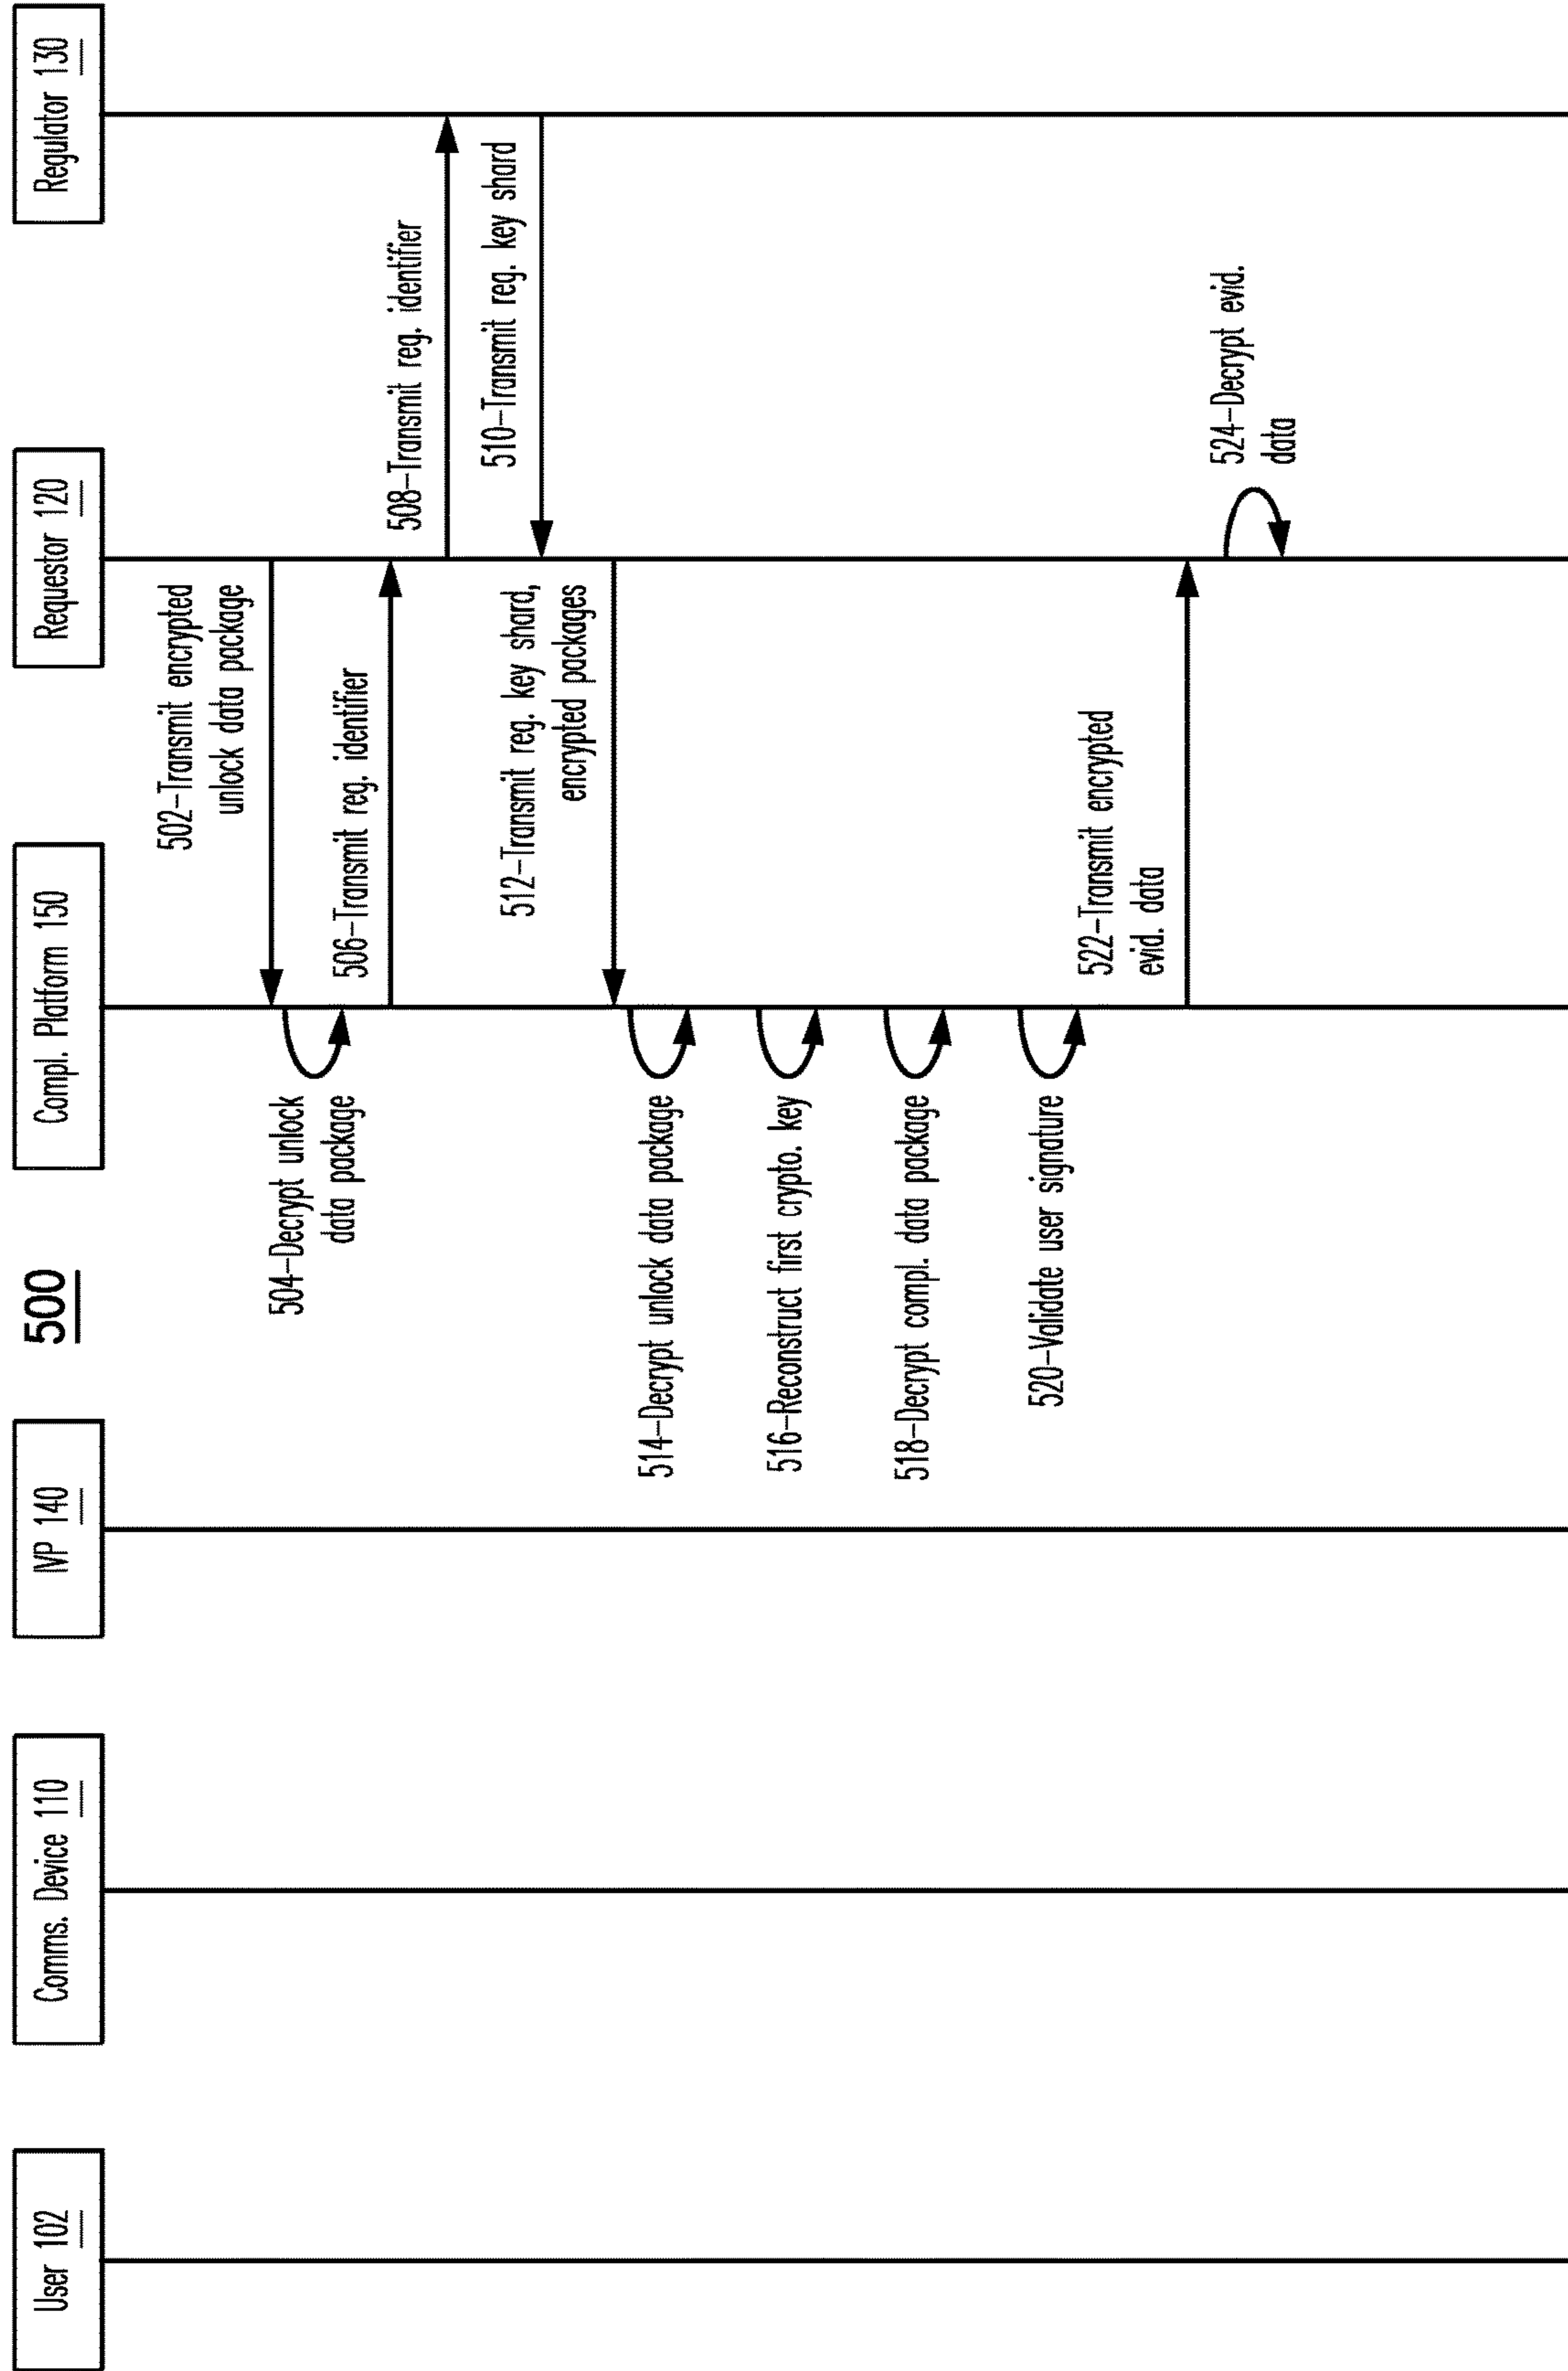 500
User 102
Comms. Device 110
IVP 140
Compl. Platform 150
Requestor 120
Regulator 130
502–Transmit encrypted
unlock data package
504–Decrypt unlock
data package
506–Transmit reg. identifier
508–Transmit reg. identifier
510–Transmit reg. key shard
512–Transmit reg. key shard,
encrypted packages
514–Decrypt unlock data package
516–Reconstruct first crypto. key
518–Decrypt compl. data package
520–Validate user signature
522–Transmit encrypted
evid. data
524–Decrypt evid.
data